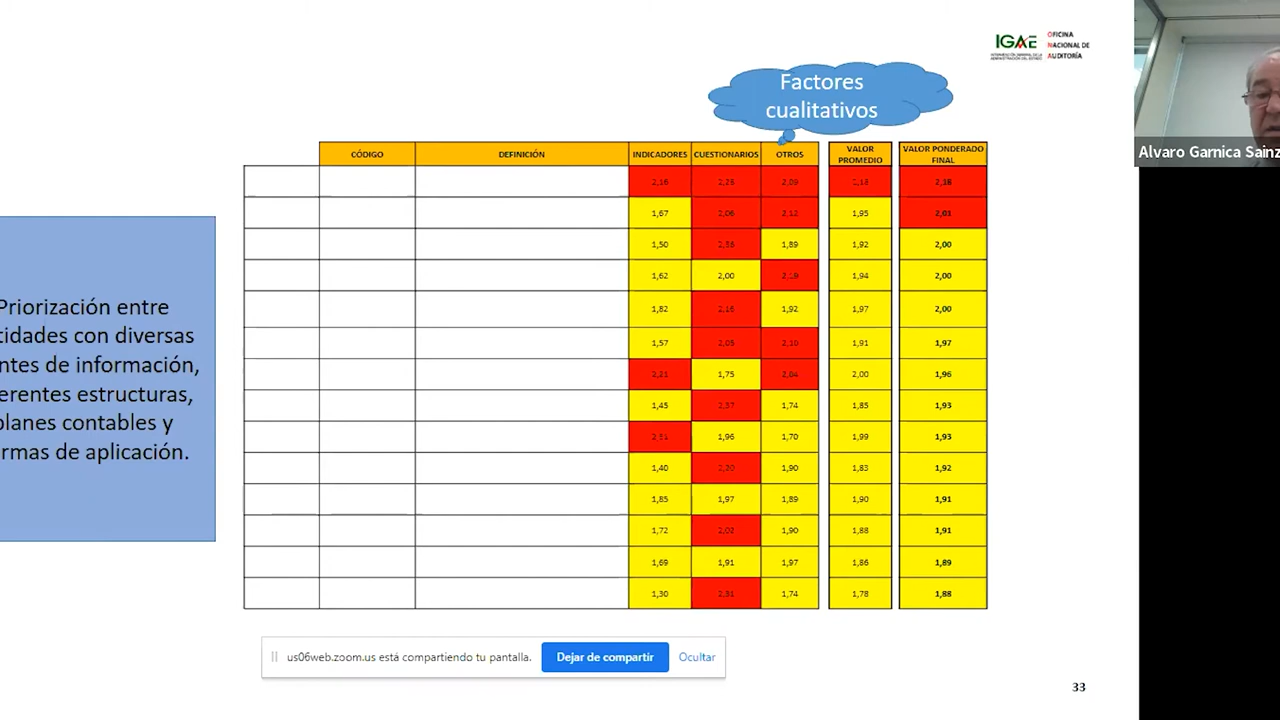 IGAE
OFICINA
NACIONAL DE
AUDITORÍA
Factores
cualitativos
Alvaro Garnica Sainz
CÓDIGO DEFINICIÓN INDICADORES CUESTIONARIOS OTROS VALOR PROMEDIO VALOR PONDERADO FINAL
2,16 2,25 2,09 2,18
1,67 2,06 2,12 1,95 2,01
1,50 1,89 1,92 2,00
1,62 2,00 2,19 1,94 2,00
1,82 2,16 1,92 1,97 2,00
1,57 2,05 2,10 1,91 1,97
2,21 1,75 2,04 2,00 1,96
1,45 2,37 1,74 1,85 1,93
1,96 1,70 1,99 1,93
1,40 2,20 1,90 1,83 1,92
1,85 1,97 1,89 1,90 1,91
1,72 2,02 1,90 1,88 1,91
1,69 1,91 1,97 1,86 1,89
1,30 2,31 1,74 1,78 1,88
Priorización entre
tidades con diversas
ntes de información,
erentes estructuras,
planes contables y
rmas de aplicación.
us06web.zoom.us está compartiendo tu pantalla. Dejar de compartir Ocultar
33